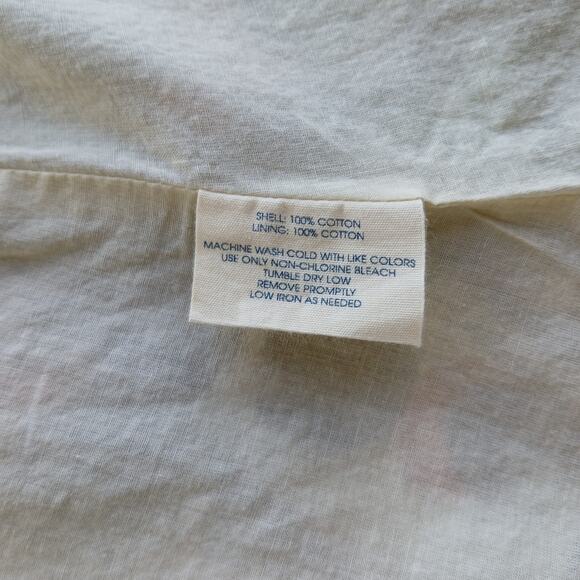 SHELL: 100% COTTON
LINING: 100% COTTON
MACHINE WASH COLD WITH LIKE COLORS
USE ONLY NON-CHLORINE BLEACH
TUMBLE DRY LOW
REMOVE PROMPTLY
LOW IRON AS NEEDED